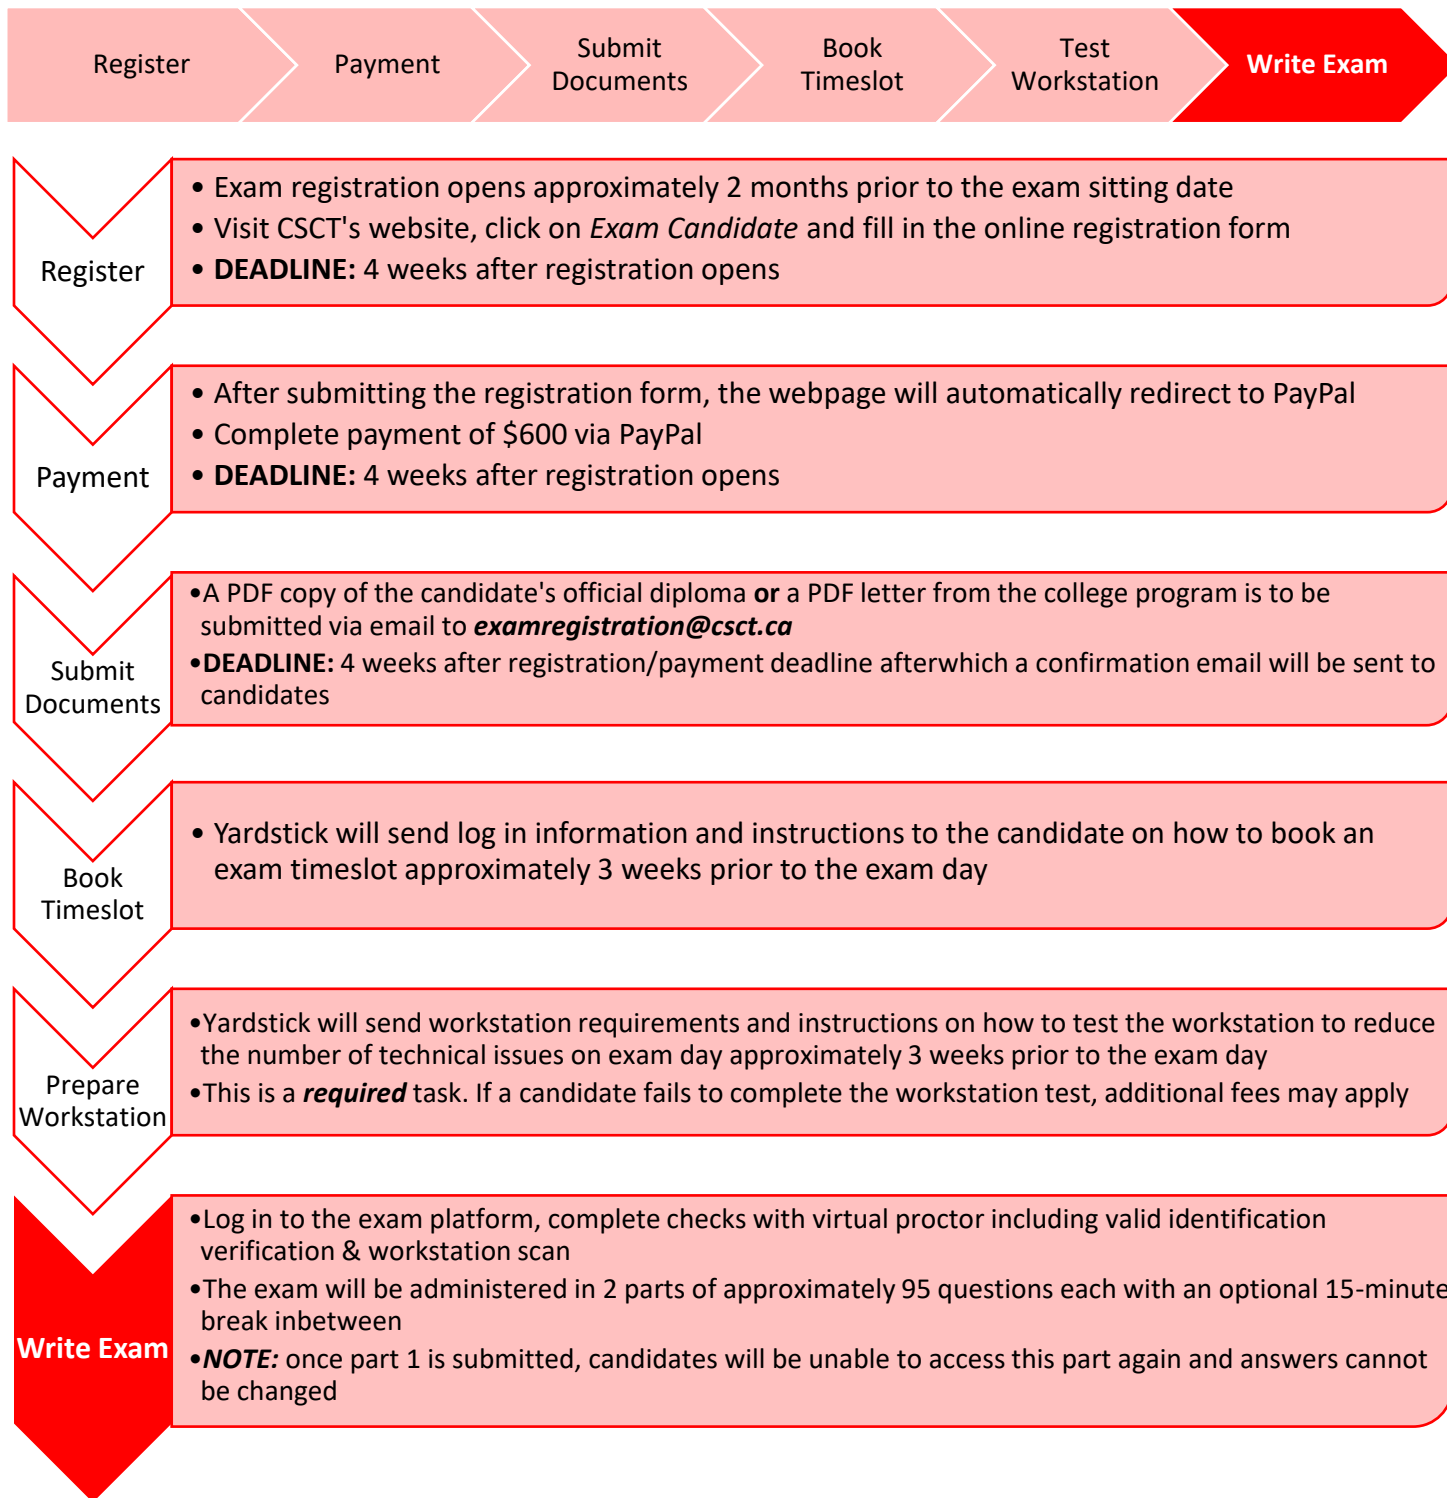 Register
Payment
Submit
Documents
Book
Timeslot
Test
Workstation
Write Exam
Register
• Exam registration opens approximately 2 months prior to the exam sitting date
• Visit CSCT's website, click on Exam Candidate and fill in the online registration form
• DEADLINE: 4 weeks after registration opens
Payment
• After submitting the registration form, the webpage will automatically redirect to PayPal
• Complete payment of $600 via PayPal
• DEADLINE: 4 weeks after registration opens
Submit
Documents
•A PDF copy of the candidate's official diploma or a PDF letter from the college program is to be
submitted via email to examregistration@csct.ca
•DEADLINE: 4 weeks after registration/payment deadline afterwhich a confirmation email will be sent to
candidates
Book
Timeslot
• Yardstick will send log in information and instructions to the candidate on how to book an
exam timeslot approximately 3 weeks prior to the exam day
Prepare
Workstation
•Yardstick will send workstation requirements and instructions on how to test the workstation to reduce
the number of technical issues on exam day approximately 3 weeks prior to the exam day
•This is a required task. If a candidate fails to complete the workstation test, additional fees may apply
Write Exam
•Log in to the exam platform, complete checks with virtual proctor including valid identification
verification & workstation scan
•The exam will be administered in 2 parts of approximately 95 questions each with an optional 15-minute
break inbetween
•NOTE: once part 1 is submitted, candidates will be unable to access this part again and answers cannot
be changed